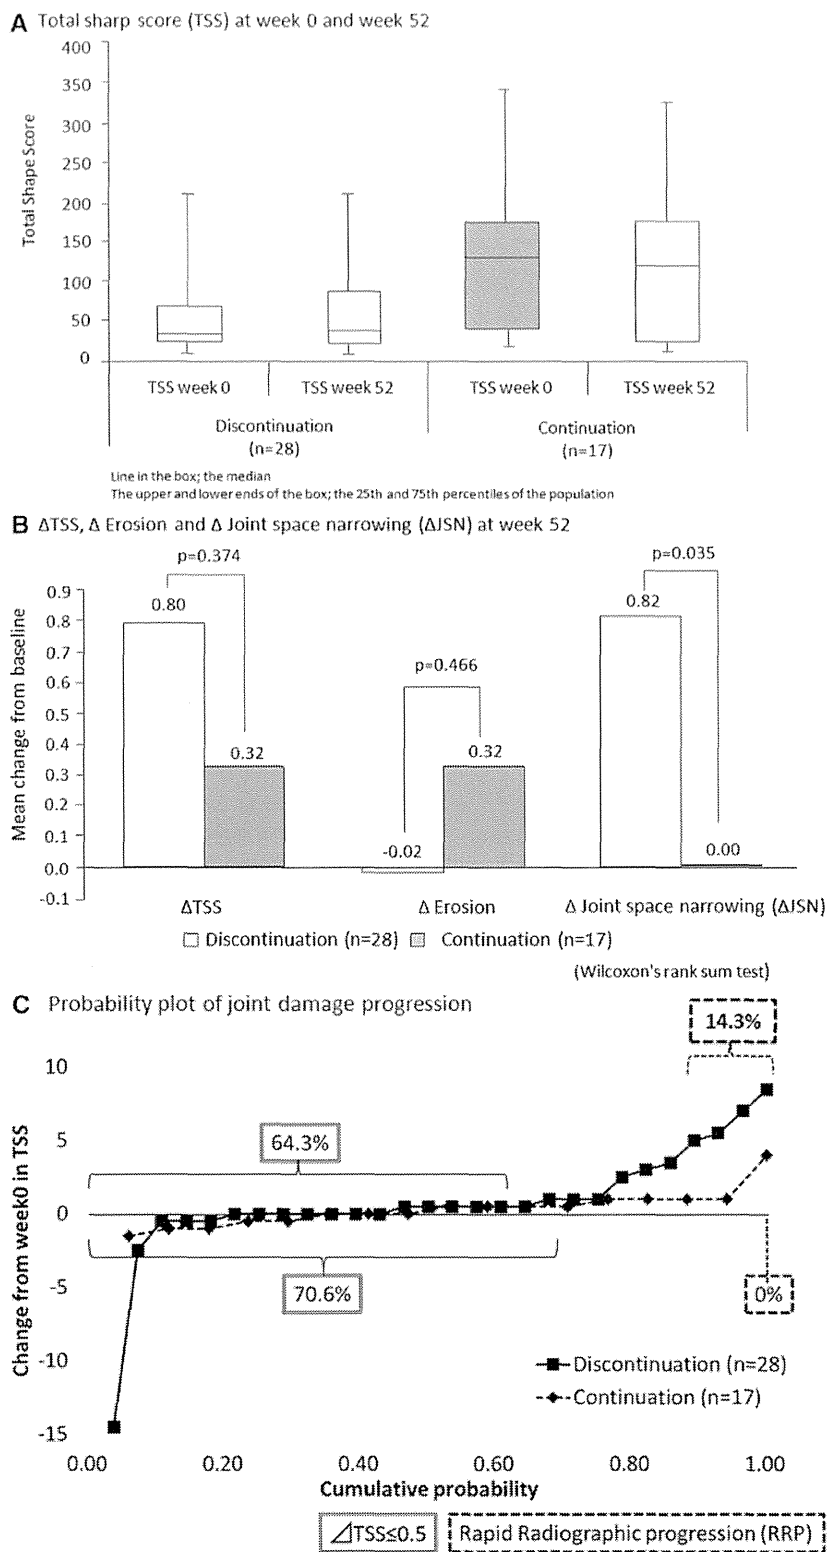 A Total sharp score (TSS) at week 0 and week 52
Total Shape Score
400
350
300
250
200
150
100
50
0
TSS week 0
TSS week 52
TSS week 0
TSS week 52
Discontinuation
(n=28)
Continuation
(n=17)
Line in the box; the median
The upper and lower ends of the box; the 25th and 75th percentiles of the population
B ΔTSS, Δ Erosion and Δ Joint space narrowing (ΔJSN) at week 52
Mean change from baseline
0.9
0.8
0.7
0.6
0.5
0.4
0.3
0.2
0.1
0.0
-0.1
p=0.374
0.80
0.32
p=0.466
-0.02
0.32
p=0.035
0.82
0.00
ΔTSS
Δ Erosion
Δ Joint space narrowing (ΔJSN)
Discontinuation (n=28)
Continuation (n=17)
(Wilcoxon's rank sum test)
C Probability plot of joint damage progression
Change from week0 in TSS
10
5
0
-5
-10
-15
14.3%
64.3%
70.6%
0%
Discontinuation (n=28)
Continuation (n=17)
0.00
0.20
0.40
0.60
0.80
1.00
Cumulative probability
⊿TSS≤0.5
Rapid Radiographic progression (RRP)